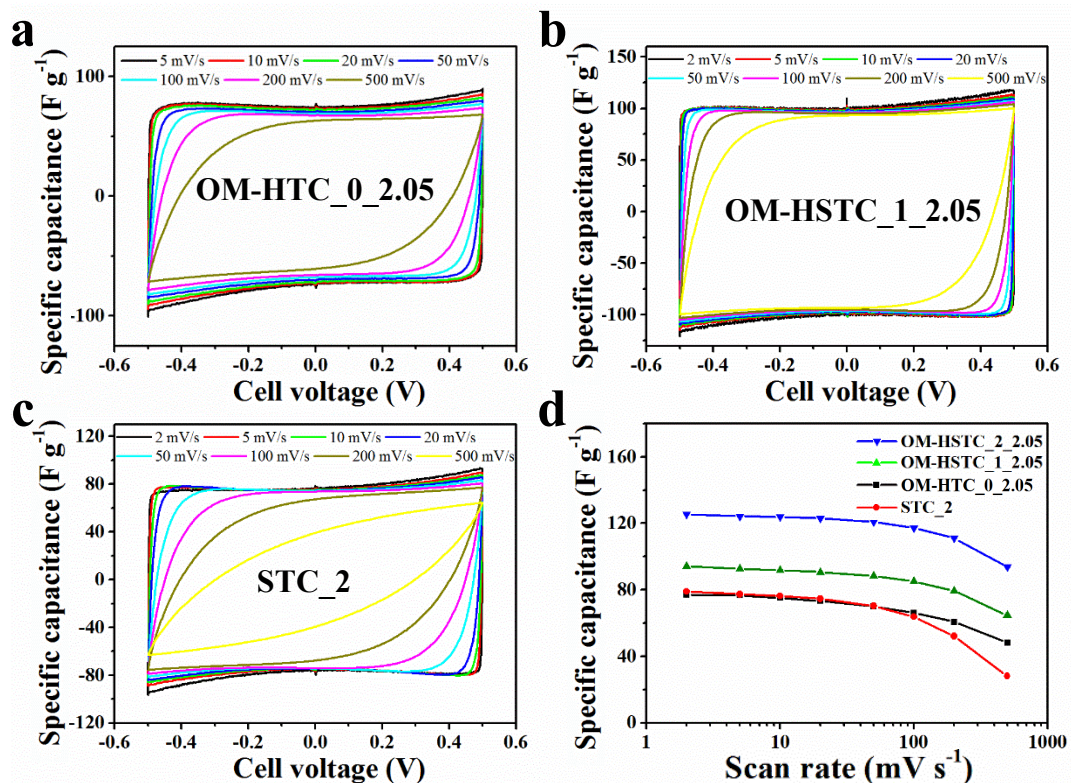 a
5 mV/s 10 mV/s 20 mV/s 50 mV/s
100 mV/s 200 mV/s 500 mV/s
100
0
-100
OM-HTC_0_2.05
-0.6 -0.4 -0.2 0.0 0.2 0.4 0.6
Cell voltage (V)
Specific capacitance (F g-1)
b
2 mV/s 5 mV/s 10 mV/s 20 mV/s
50 mV/s 100 mV/s 200 mV/s 500 mV/s
150
100
50
0
-50
-100
OM-HSTC_1_2.05
-0.6 -0.4 -0.2 0.0 0.2 0.4 0.6
Cell voltage (V)
Specific capacitance (F g-1)
c
2 mV/s 5 mV/s 10 mV/s 20 mV/s
50 mV/s 100 mV/s 200 mV/s 500 mV/s
120
80
40
0
-40
-80
-120
STC_2
-0.6 -0.4 -0.2 0.0 0.2 0.4 0.6
Cell voltage (V)
Specific capacitance (F g-1)
d
OM-HSTC_2_2.05
OM-HSTC_1_2.05
OM-HTC_0_2.05
STC_2
160
120
80
40
0
1 10 100 1000
Scan rate (mV s-1)
Specific capacitance (F g-1)